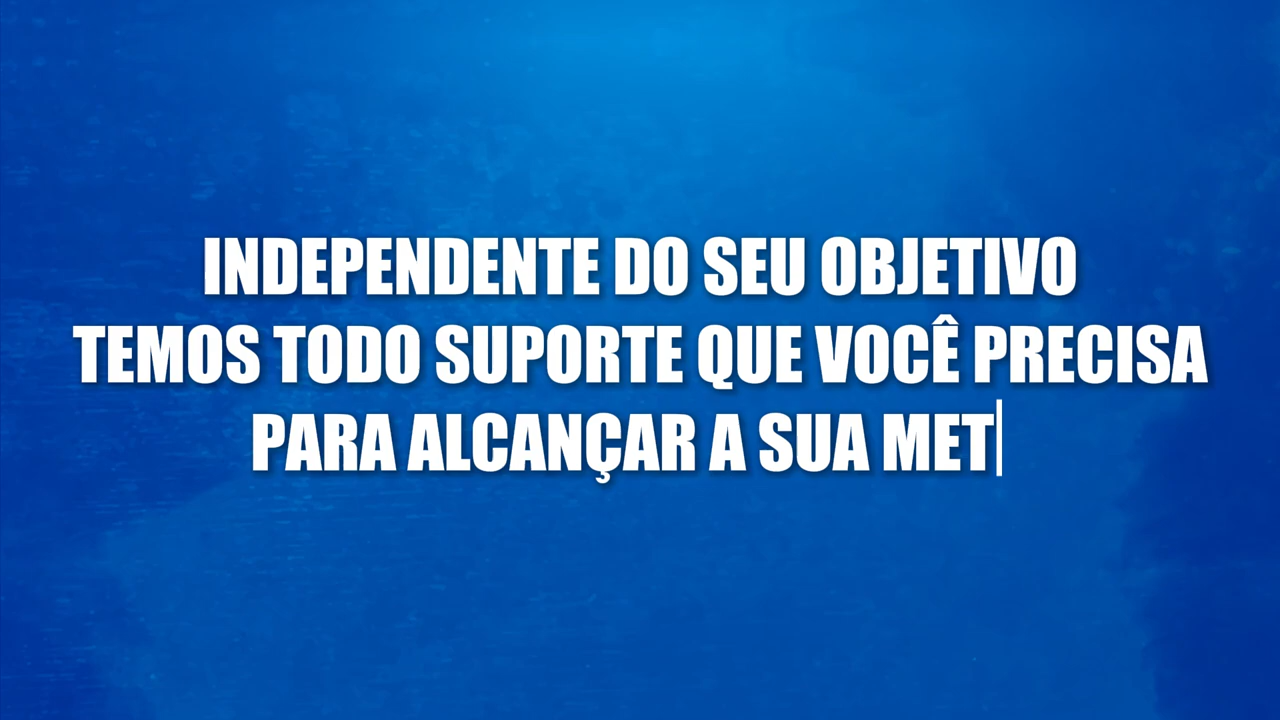 INDEPENDENTE DO SEU OBJETIVO
TEMOS TODO SUPORTE QUE VOCÊ PRECISA
PARA ALCANÇAR A SUA MET